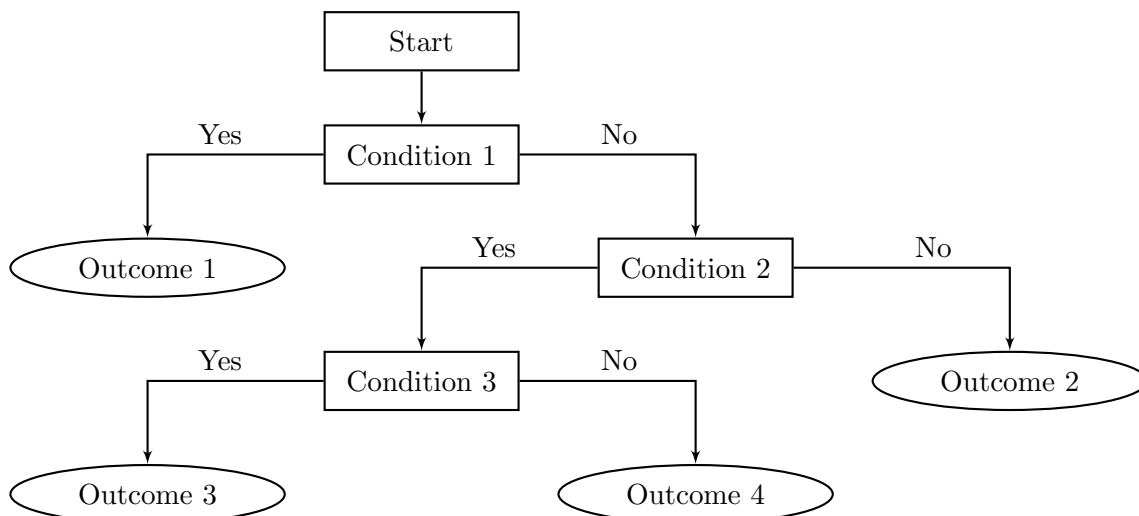 Start
Yes
No
Condition 1
Yes
No
Outcome 1
Condition 2
Yes
No
Condition 3
Outcome 2
Outcome 3
Outcome 4